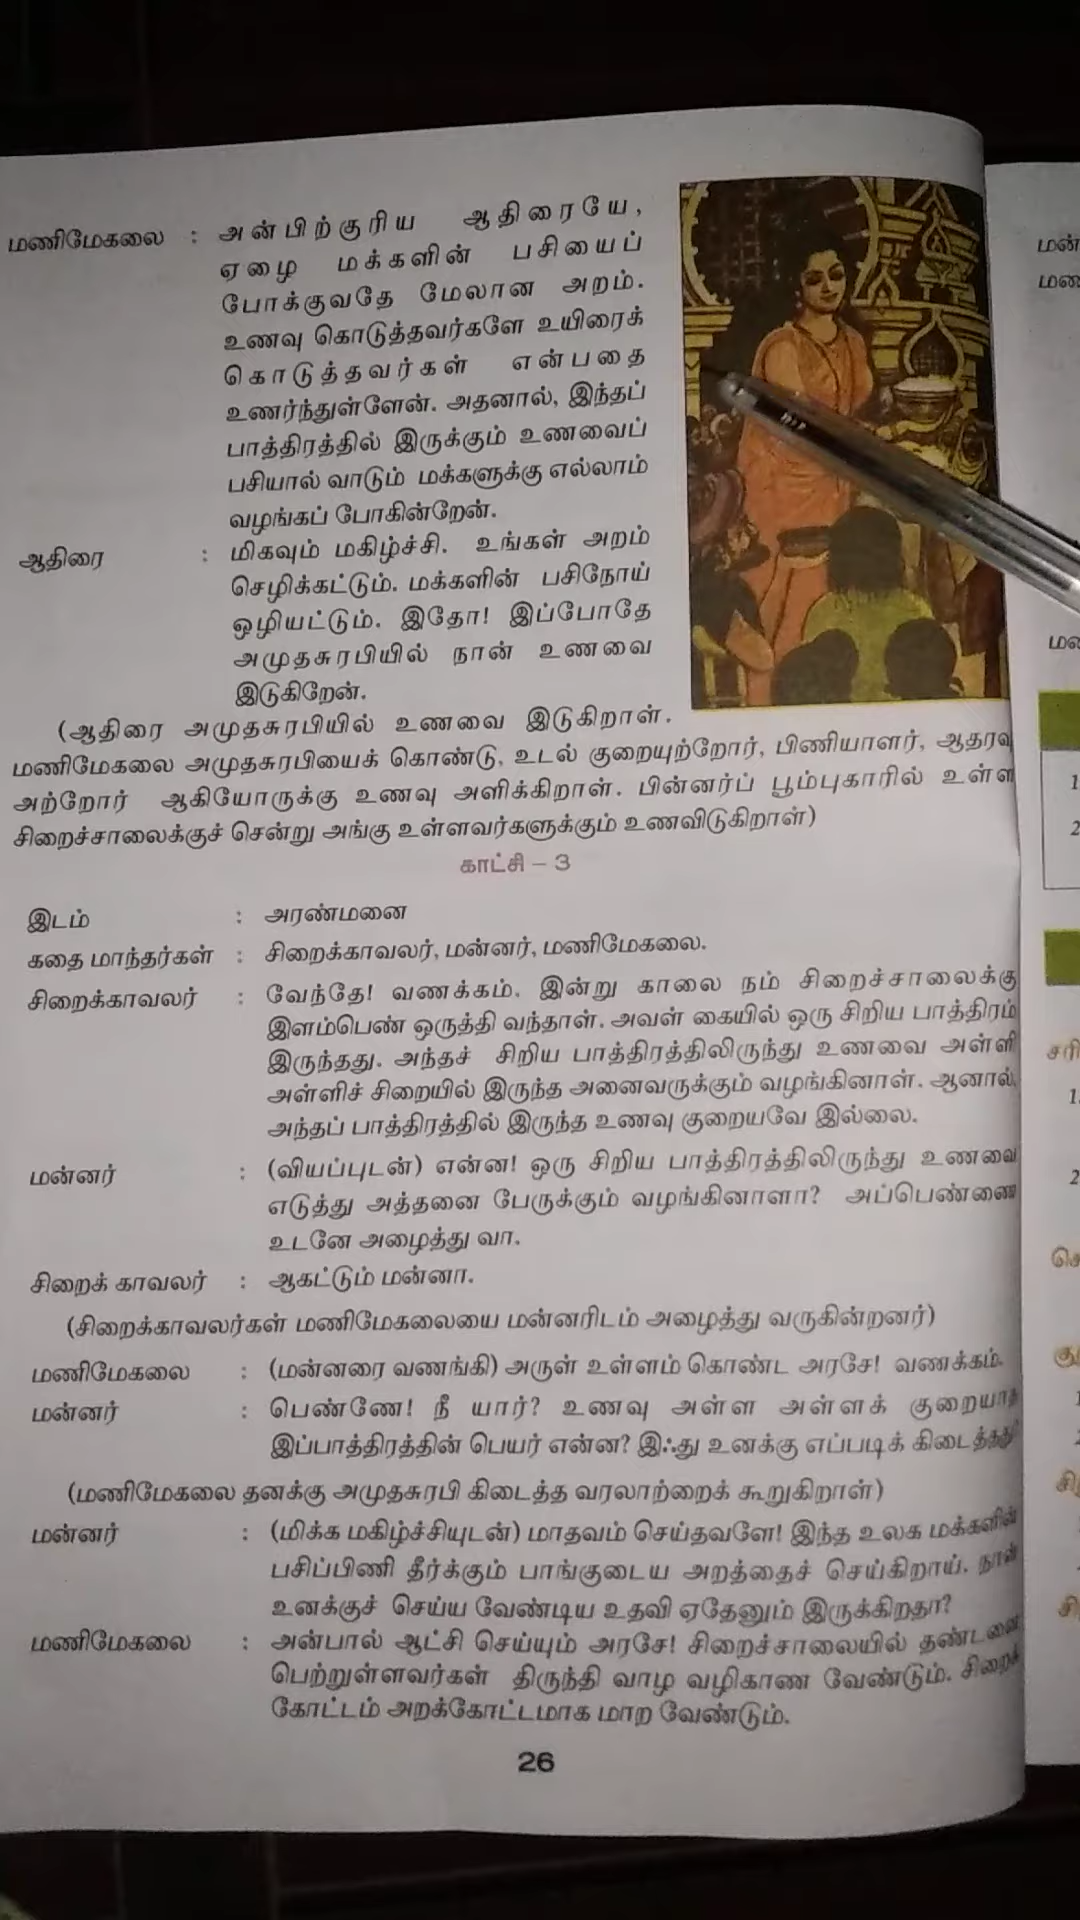 மணிமேகலை : அன்பிற்குரிய ஆதிரையே,
ஏழை மக்களின் பசியைப்
போக்குவதே மேலான அறம்.
உணவு கொடுத்தவர்களே உயிரைக்
கொடுத்தவர்கள் என்பதை
உணர்ந்துள்ளேன். அதனால், இந்தப்
பாத்திரத்தில் இருக்கும் உணவைப்
பசியால் வாடும் மக்களுக்கு எல்லாம்
வழங்கப் போகின்றேன்.
ஆதிரை : மிகவும் மகிழ்ச்சி. உங்கள் அறம்
செழிக்கட்டும். மக்களின் பசிநோய்
ஒழியட்டும். இதோ! இப்போதே
அமுதசுரபியில் நான் உணவை
இடுகிறேன்.
(ஆதிரை அமுதசுரபியில் உணவை இடுகிறாள்.
மணிமேகலை அமுதசுரபியைக் கொண்டு, உடல் குறையுற்றோர், பிணியாளர், ஆதரவு
அற்றோர் ஆகியோருக்கு உணவு அளிக்கிறாள். பின்னர்ப் பூம்புகாரில் உள்ள
சிறைச்சாலைக்குச் சென்று அங்கு உள்ளவர்களுக்கும் உணவிடுகிறாள்)
காட்சி – 3
இடம் : அரண்மனை
கதை மாந்தர்கள் : சிறைக்காவலர், மன்னர், மணிமேகலை.
சிறைக்காவலர் : வேந்தே! வணக்கம். இன்று காலை நம் சிறைச்சாலைக்கு
இளம்பெண் ஒருத்தி வந்தாள். அவள் கையில் ஒரு சிறிய பாத்திரம்
இருந்தது. அந்தச் சிறிய பாத்திரத்திலிருந்து உணவை அள்ளி
அள்ளிச் சிறையில் இருந்த அனைவருக்கும் வழங்கினாள். ஆனால்,
அந்தப் பாத்திரத்தில் இருந்த உணவு குறையவே இல்லை.
மன்னர் : (வியப்புடன்) என்ன! ஒரு சிறிய பாத்திரத்திலிருந்து உணவை
எடுத்து அத்தனை பேருக்கும் வழங்கினாளா? அப்பெண்ணை
உடனே அழைத்து வா.
சிறைக் காவலர் : ஆகட்டும் மன்னா.
(சிறைக்காவலர்கள் மணிமேகலையை மன்னரிடம் அழைத்து வருகின்றனர்)
மணிமேகலை : (மன்னரை வணங்கி) அருள் உள்ளம் கொண்ட அரசே! வணக்கம்.
மன்னர் : பெண்ணே! நீ யார்? உணவு அள்ள அள்ளக் குறையாத
இப்பாத்திரத்தின் பெயர் என்ன? இஃது உனக்கு எப்படிக் கிடைத்தது?
(மணிமேகலை தனக்கு அமுதசுரபி கிடைத்த வரலாற்றைக் கூறுகிறாள்)
மன்னர் : (மிக்க மகிழ்ச்சியுடன்) மாதவம் செய்தவளே! இந்த உலக மக்களின்
பசிப்பிணி தீர்க்கும் பாங்குடைய அறத்தைச் செய்கிறாய். நான்
உனக்குச் செய்ய வேண்டிய உதவி ஏதேனும் இருக்கிறதா?
மணிமேகலை : அன்பால் ஆட்சி செய்யும் அரசே! சிறைச்சாலையில் தண்டனை
பெற்றுள்ளவர்கள் திருந்தி வாழ வழிகாண வேண்டும். சிறைக்
கோட்டம் அறக்கோட்டமாக மாற வேண்டும்.
26